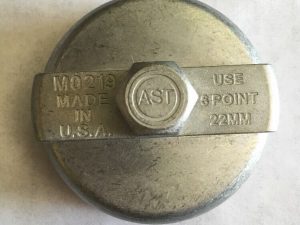 M0219
MADE
IN
U.S.A.
AST
USE
6 POINT
22MM